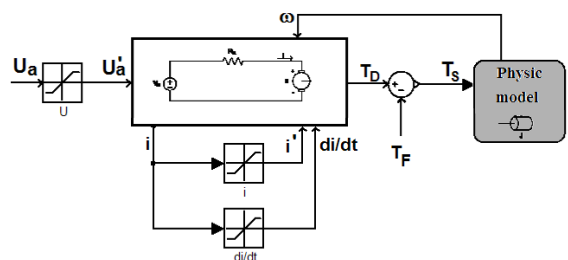 ω
Ua
U'a
U
TD
TS
Physic
model
J
+
−
i
i'
di/dt
TF
i
di/dt